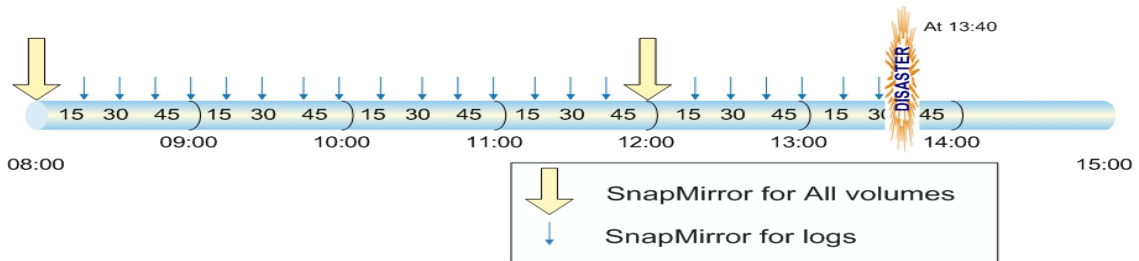 At 13:40
DISASTER
15 30 45 15 30 45 15 30 45 15 30 45 15 30 45 15 30 45
09:00 10:00 11:00 12:00 13:00 14:00
08:00 15:00
SnapMirror for All volumes
SnapMirror for logs